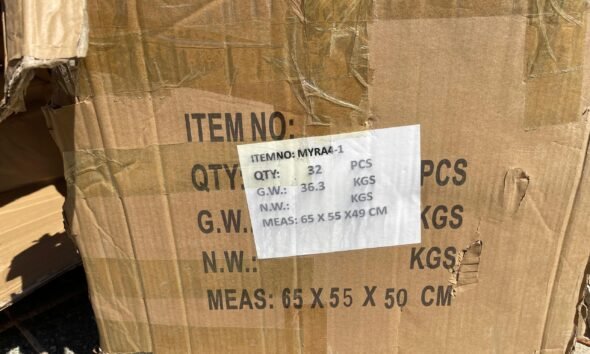 ITEM NO:
QTY: PCS
G.W.: KGS
N.W.: KGS
MEAS: 65 X 55 X 50 CM
ITEMNO: MYRA4-1
QTY: 32 PCS
G.W.: 36.3 KGS
N.W.: KGS
MEAS: 65 X 55 X49 CM